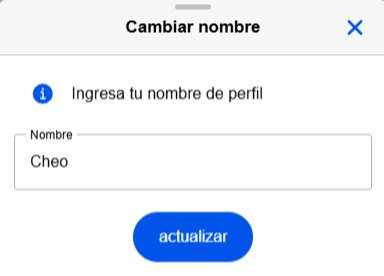 Cambiar nombre
Ingresa tu nombre de perfil
Nombre
Cheo
actualizar